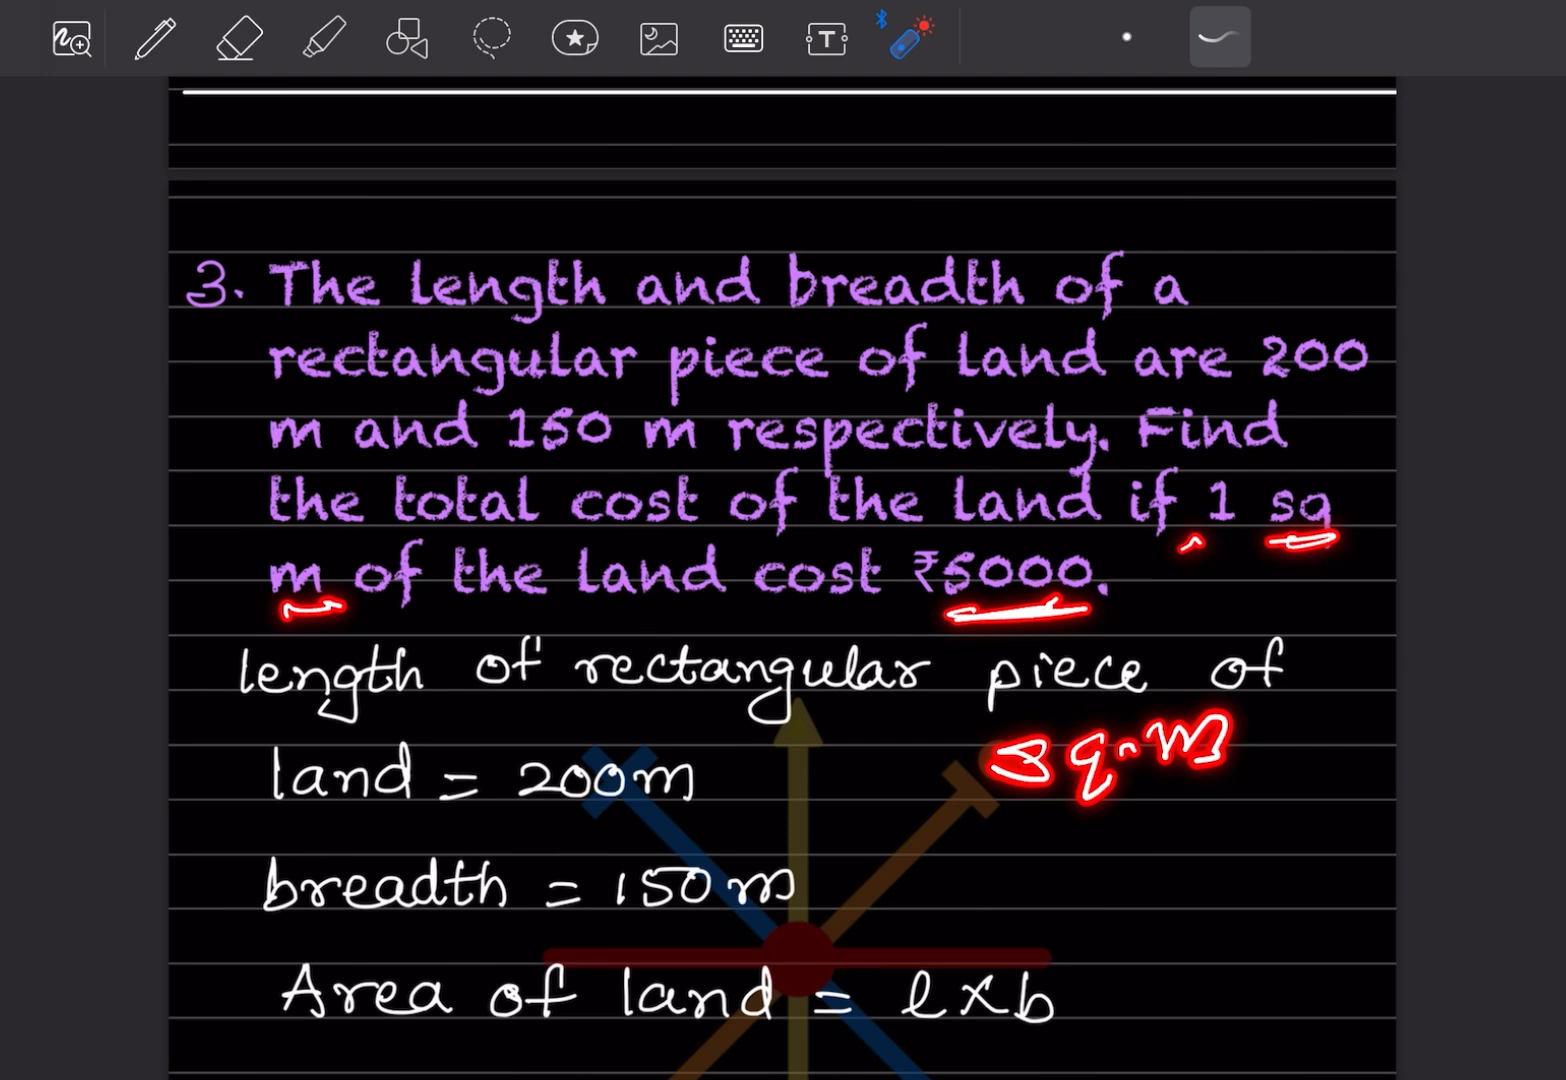 3. The length and breadth of a
rectangular piece of land are 200
m and 150 m respectively. Find
the total cost of the land if 1 sq
m of the land cost ₹5000.
length of rectangular piece of
land = 200m
sq.m
breadth = 150m
Area of land = l×b